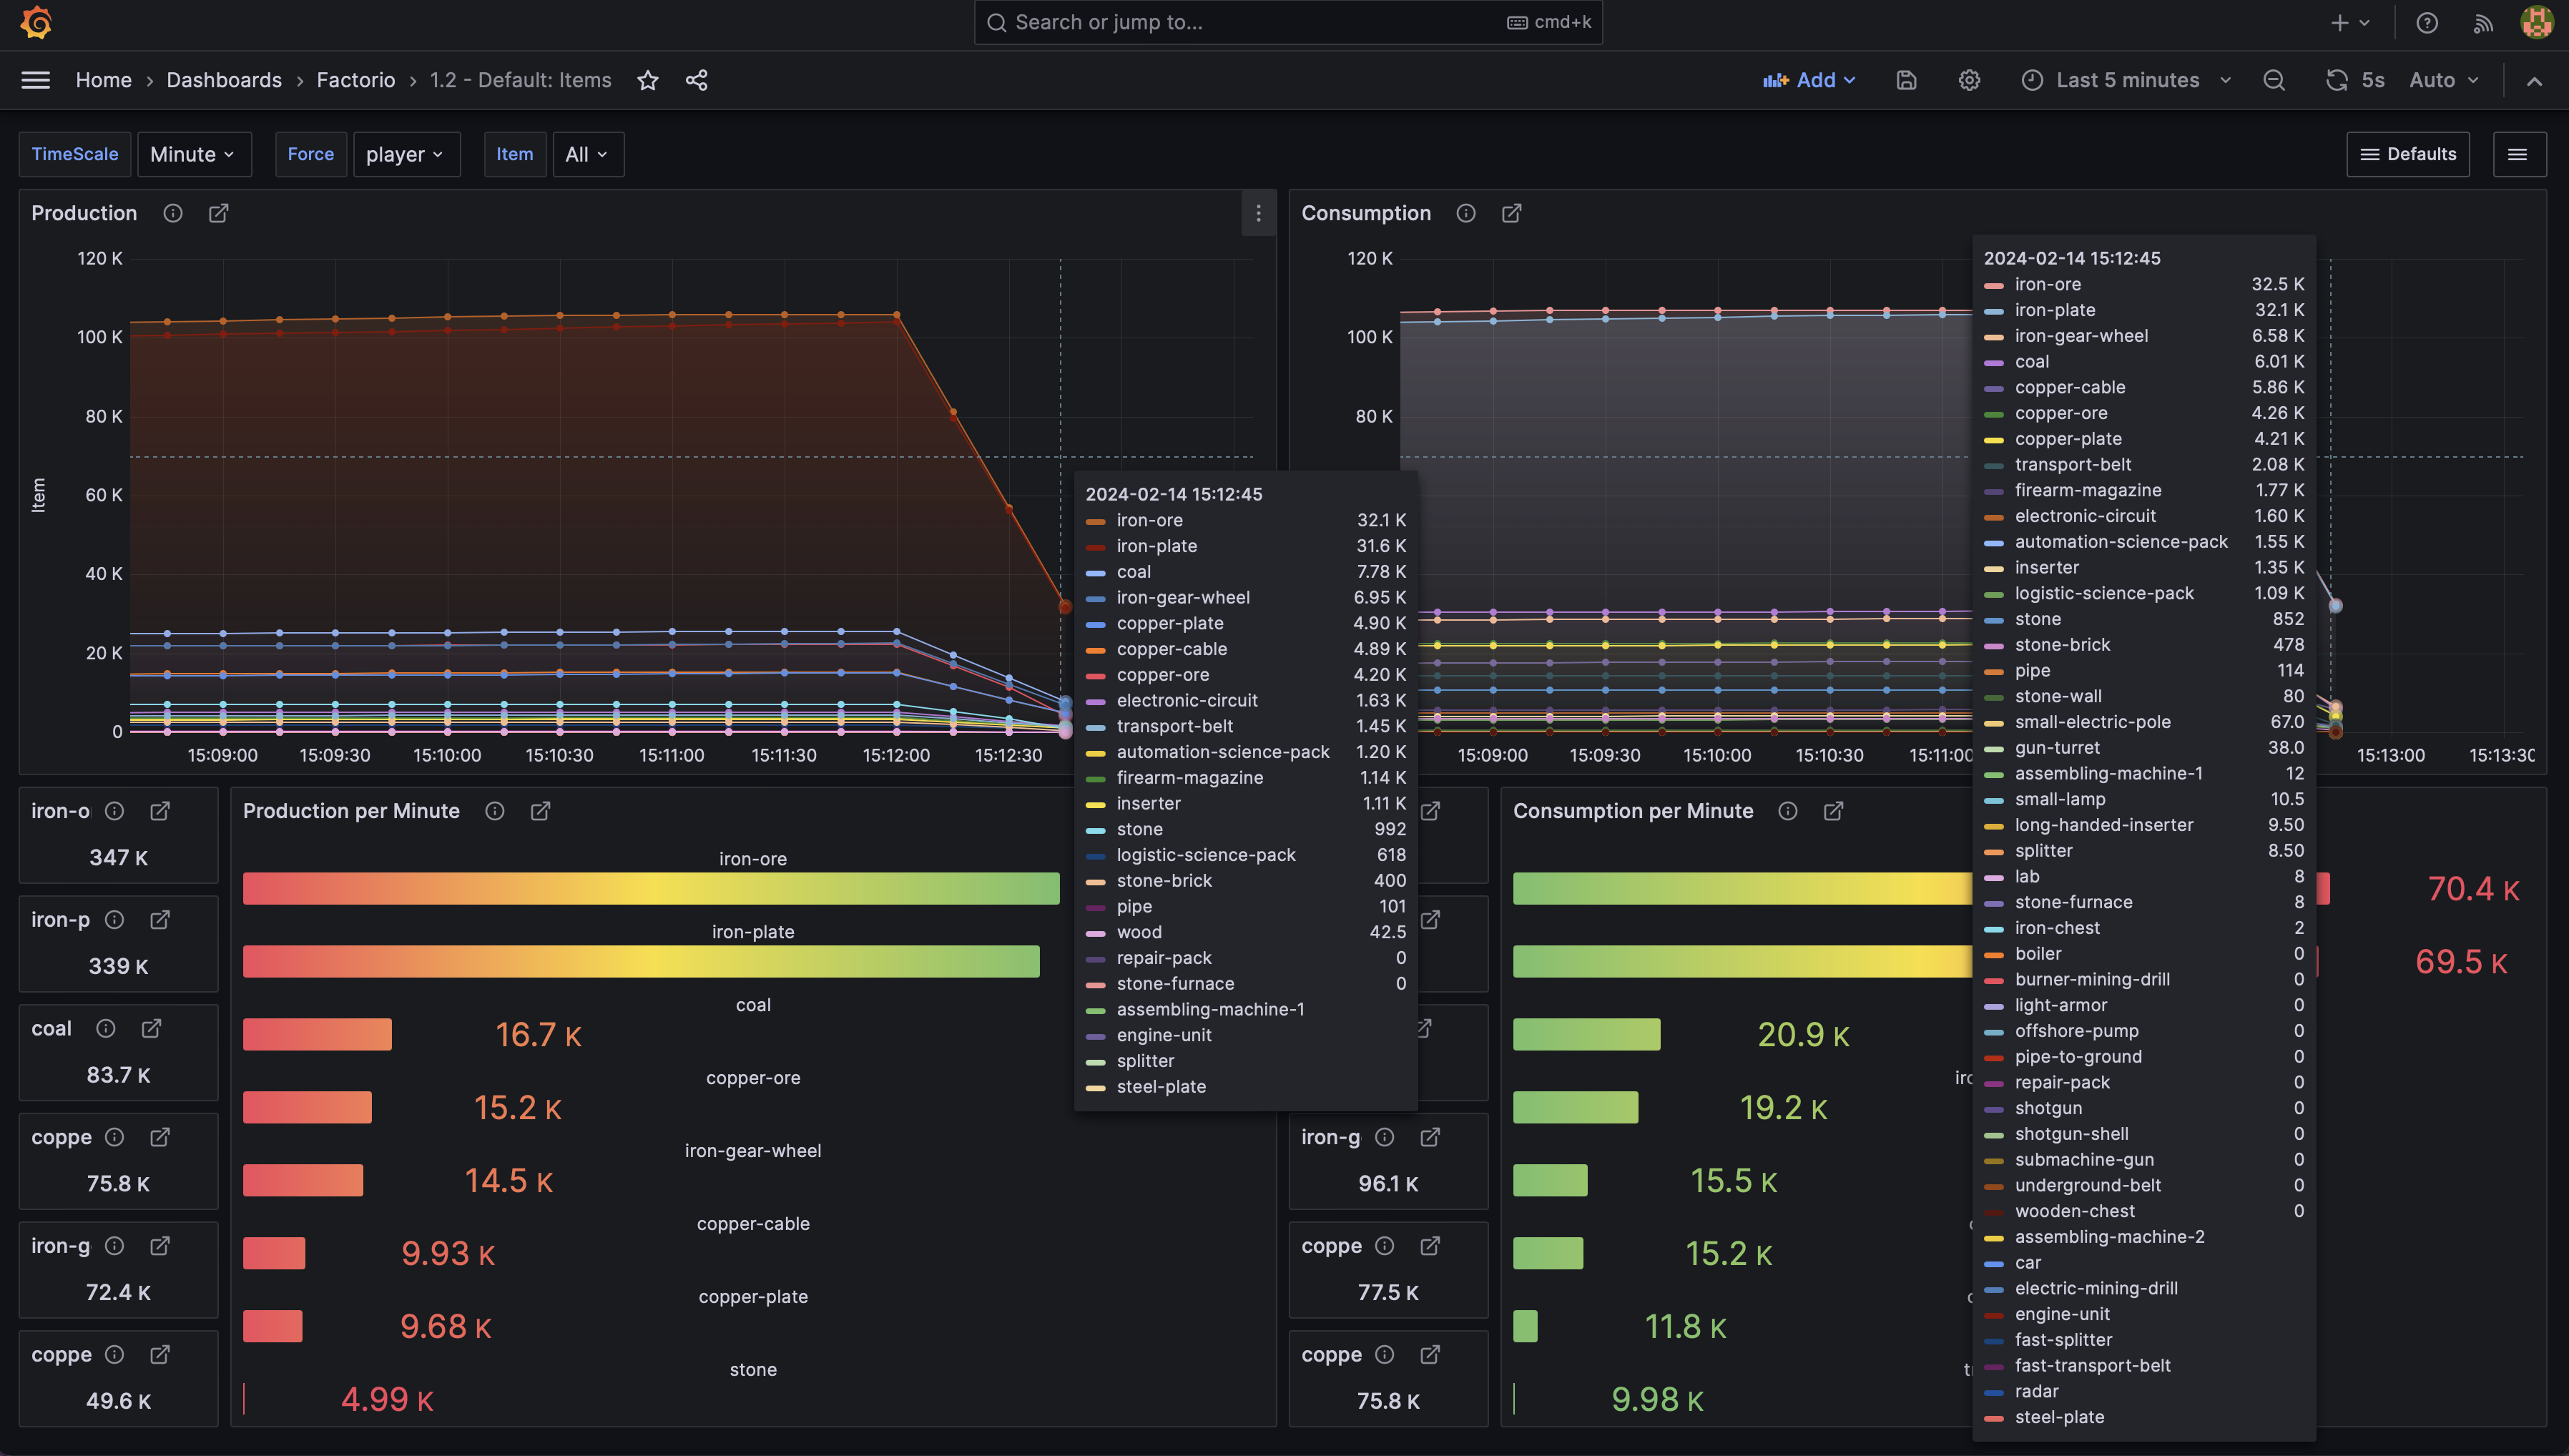 Search or jump to...
cmd+k
Home › Dashboards › Factorio › 1.2 - Default: Items
Add
Last 5 minutes
5s
Auto
TimeScale
Minute
Force
player
Item
All
Defaults
Production
Item
120 K
100 K
80 K
60 K
40 K
20 K
0
15:09:00
15:09:30
15:10:00
15:10:30
15:11:00
15:11:30
15:12:00
15:12:30
2024-02-14 15:12:45
iron-ore 32.1 K
iron-plate 31.6 K
coal 7.78 K
iron-gear-wheel 6.95 K
copper-plate 4.90 K
copper-cable 4.89 K
copper-ore 4.20 K
electronic-circuit 1.63 K
transport-belt 1.45 K
automation-science-pack 1.20 K
firearm-magazine 1.14 K
inserter 1.11 K
stone 992
logistic-science-pack 618
stone-brick 400
pipe 101
wood 42.5
repair-pack 0
stone-furnace 0
assembling-machine-1
engine-unit
splitter
steel-plate
Consumption
120 K
100 K
80 K
15:09:00
15:09:30
15:10:00
15:10:30
15:11:00
15:13:00
15:13:30
2024-02-14 15:12:45
iron-ore 32.5 K
iron-plate 32.1 K
iron-gear-wheel 6.58 K
coal 6.01 K
copper-cable 5.86 K
copper-ore 4.26 K
copper-plate 4.21 K
transport-belt 2.08 K
firearm-magazine 1.77 K
electronic-circuit 1.60 K
automation-science-pack 1.55 K
inserter 1.35 K
logistic-science-pack 1.09 K
stone 852
stone-brick 478
pipe 114
stone-wall 80
small-electric-pole 67.0
gun-turret 38.0
assembling-machine-1 12
small-lamp 10.5
long-handed-inserter 9.50
splitter 8.50
lab 8
stone-furnace 8
iron-chest 2
boiler 0
burner-mining-drill 0
light-armor 0
offshore-pump 0
pipe-to-ground 0
repair-pack 0
shotgun 0
shotgun-shell 0
submachine-gun 0
underground-belt 0
wooden-chest 0
assembling-machine-2
car
electric-mining-drill
engine-unit
fast-splitter
fast-transport-belt
radar
steel-plate
iron-o
347 K
iron-p
339 K
coal
83.7 K
coppe
75.8 K
iron-g
72.4 K
coppe
49.6 K
Production per Minute
iron-ore
iron-plate
coal
16.7 K
copper-ore
15.2 K
iron-gear-wheel
14.5 K
copper-cable
9.93 K
copper-plate
9.68 K
stone
4.99 K
iron-g
96.1 K
coppe
77.5 K
coppe
75.8 K
Consumption per Minute
70.4 K
69.5 K
20.9 K
19.2 K
15.5 K
15.2 K
11.8 K
9.98 K